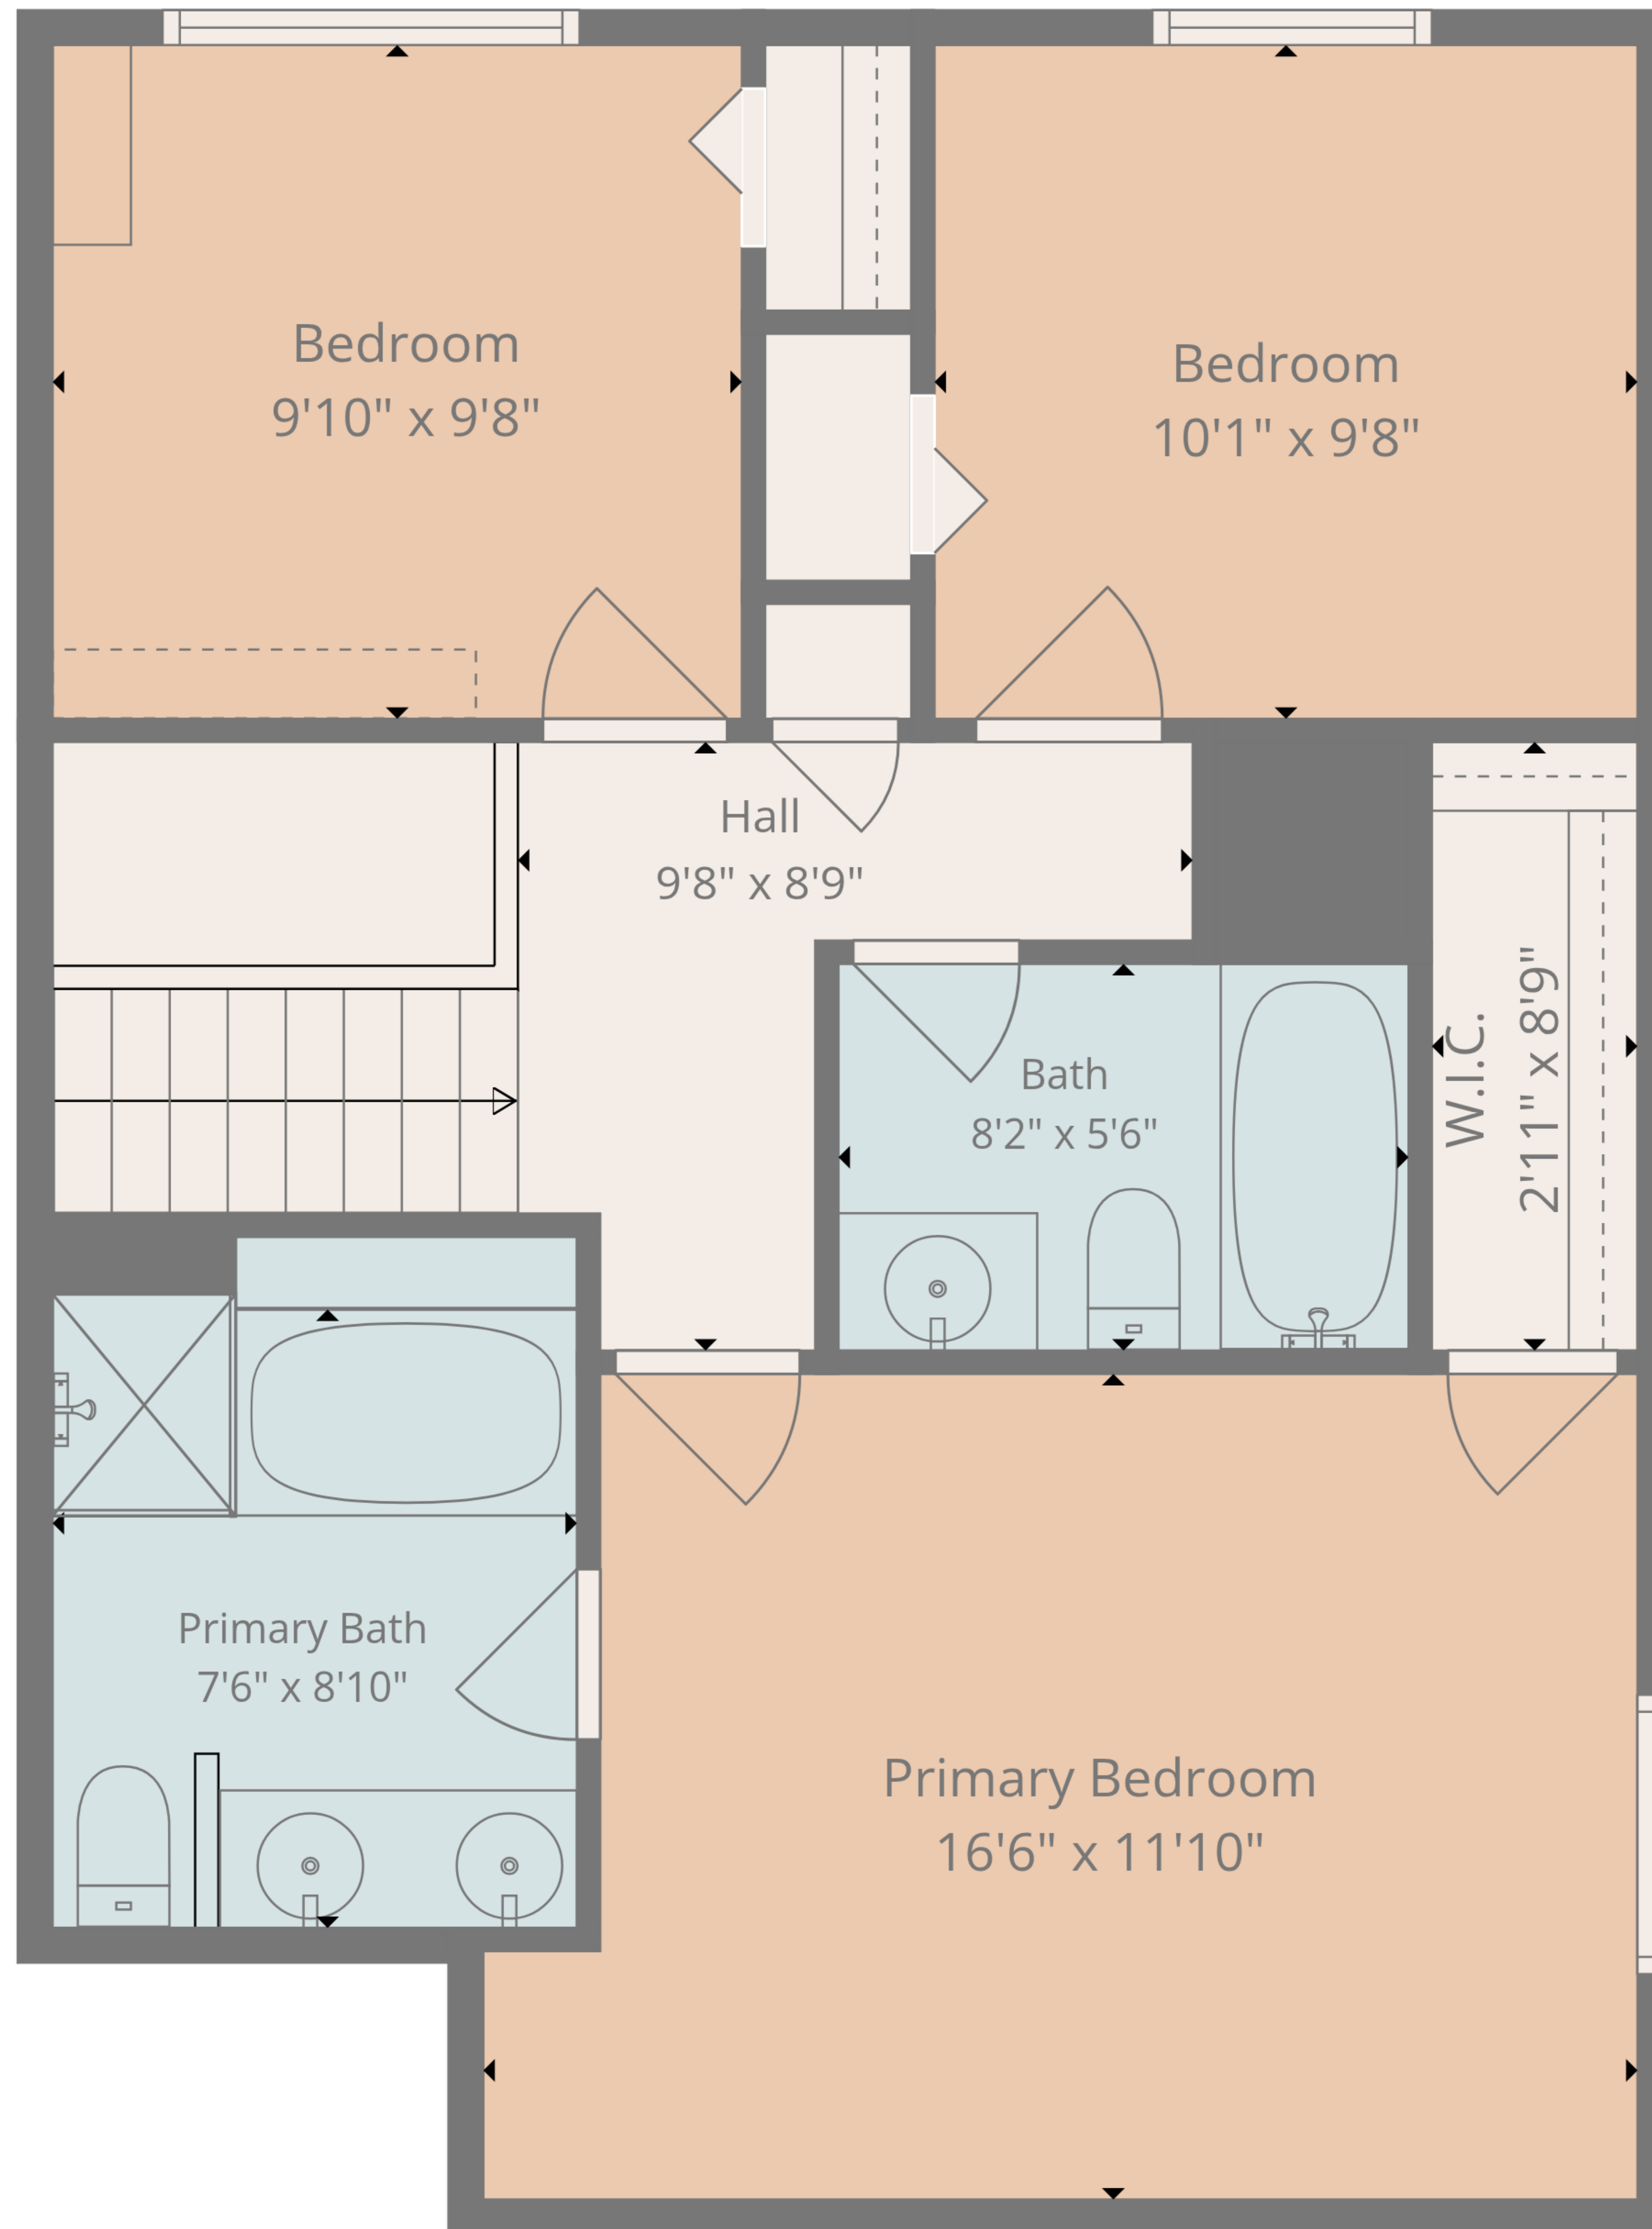 Bedroom
9'10" x 9'8"
Bedroom
10'1" x 9'8"
Hall
9'8" x 8'9"
Bath
8'2" x 5'6"
W.I.C.
2'11" x 8'9"
Primary Bath
7'6" x 8'10"
Primary Bedroom
16'6" x 11'10"